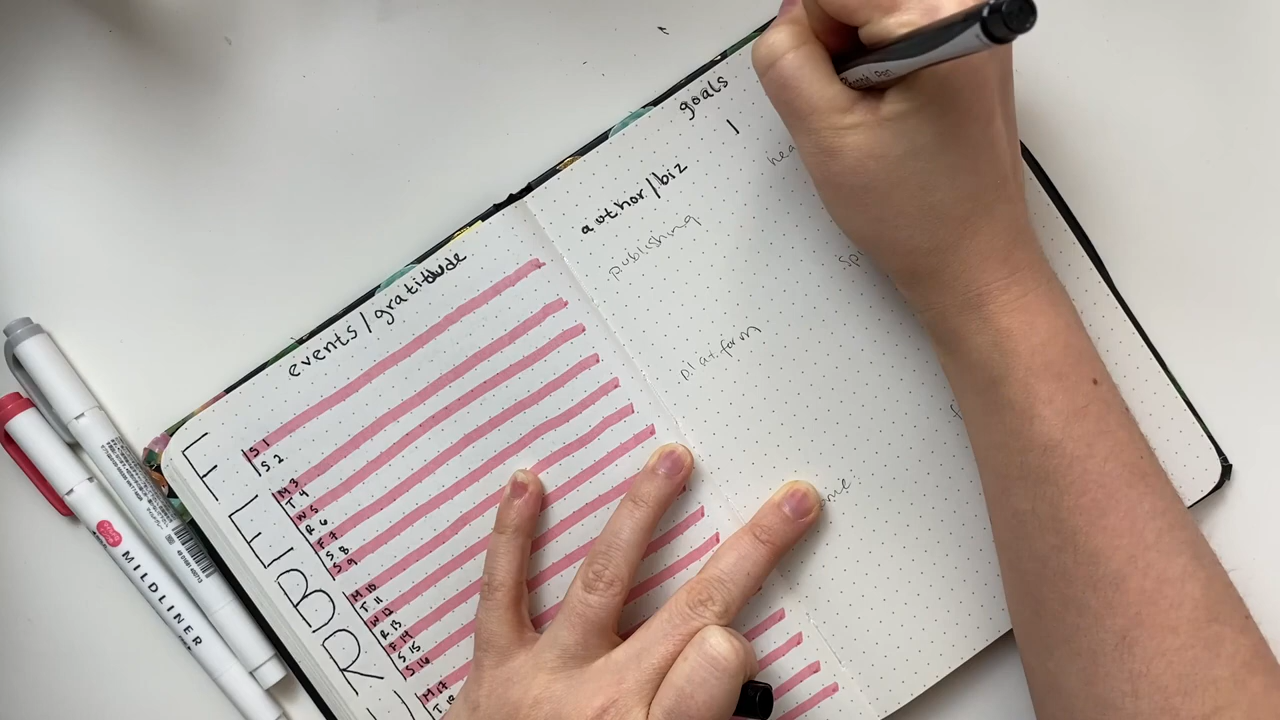 events/gratitude
F
E
B
R
S 1
S 2
M 3
T 4
W 5
R 6
F 7
S 8
S 9
M 10
T 11
W 12
R 13
F 14
S 15
S 16
M 17
goals
author/biz
publishing
platform
MILDLINER